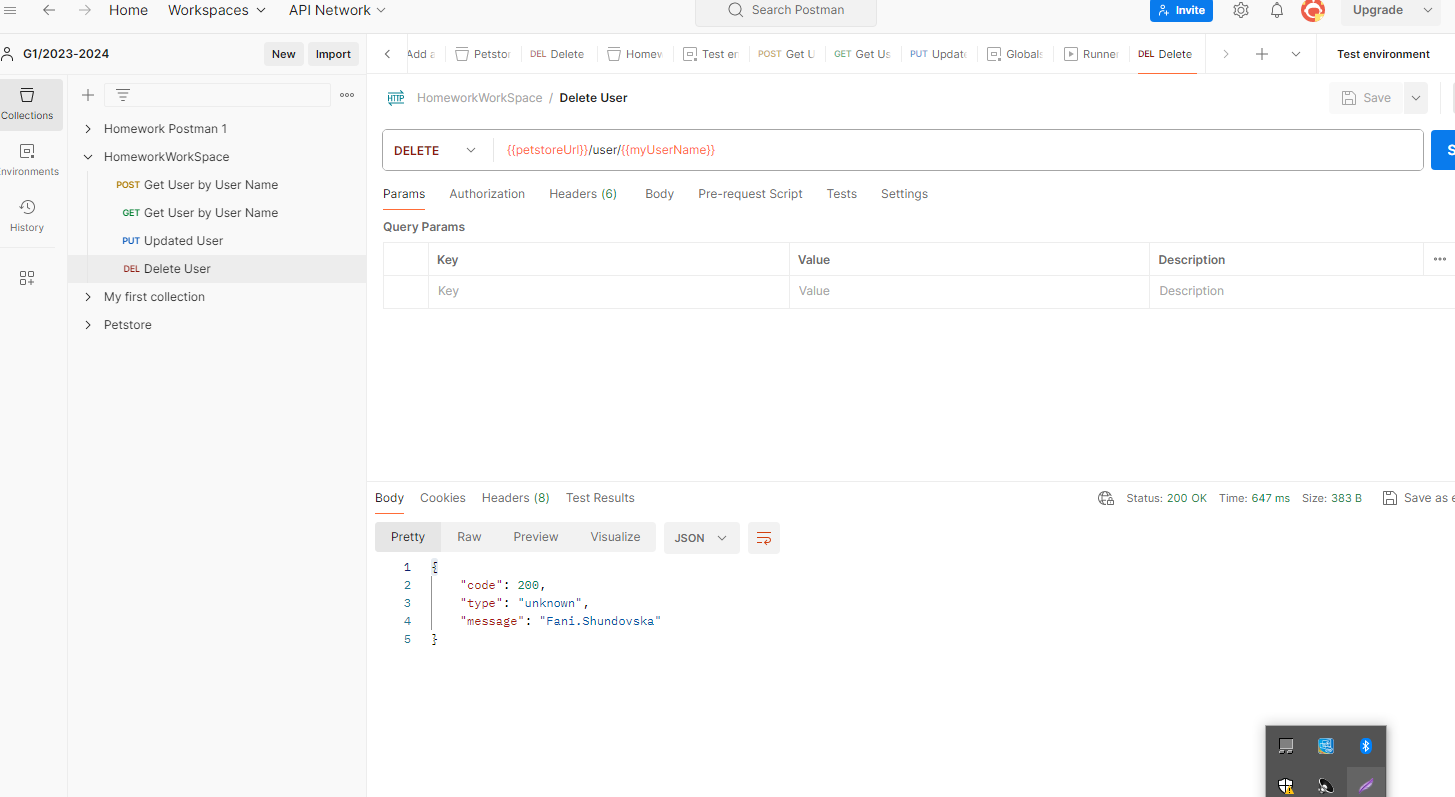 Home Workspaces API Network Search Postman Invite Upgrade
G1/2023-2024 New Import
Add a Petstor DEL Delete Homew Test en POST Get U GET Get Us PUT Update Globals Runner DEL Delete Test environment
Collections
nvironments
History
Homework Postman 1
HomeworkWorkSpace
POST Get User by User Name
GET Get User by User Name
PUT Updated User
DEL Delete User
My first collection
Petstore
HTTP HomeworkWorkSpace / Delete User Save
DELETE {{petstoreUrl}}/user/{{myUserName}} S
Params Authorization Headers (6) Body Pre-request Script Tests Settings
Query Params
Key Value Description
Key Value Description
Body Cookies Headers (8) Test Results Status: 200 OK Time: 647 ms Size: 383 B Save as e
Pretty Raw Preview Visualize JSON
1 {
2 "code": 200,
3 "type": "unknown",
4 "message": "Fani.Shundovska"
5 }